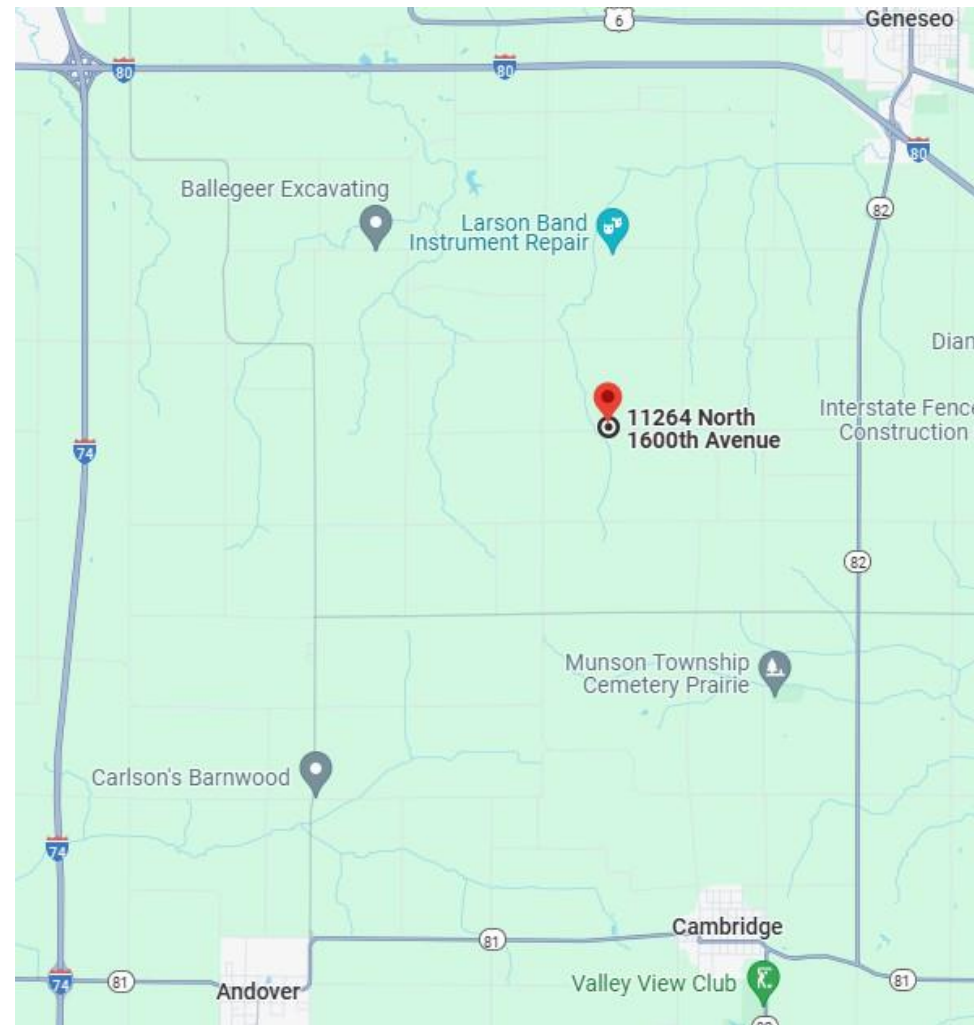 6
Geneseo
80
80
80
Ballegeer Excavating
82
Larson Band
Instrument Repair
Dian
11264 North
1600th Avenue
Interstate Fence
Construction
74
82
Munson Township
Cemetery Prairie
Carlson's Barnwood
74
Cambridge
81
Valley View Club
81
74
81
Andover